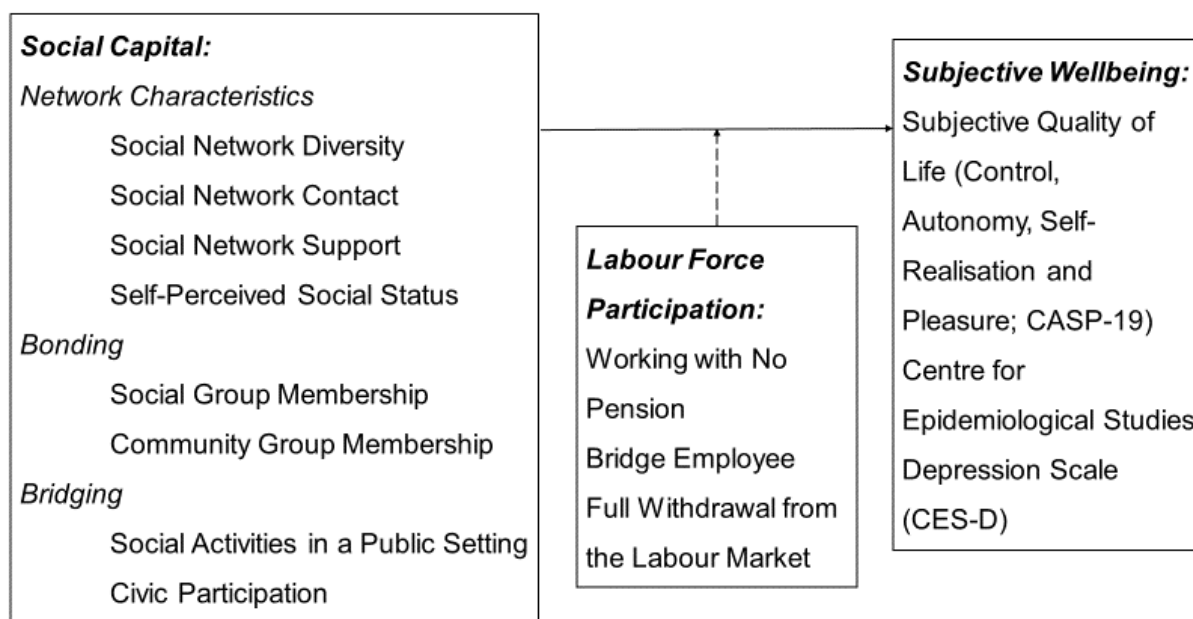 Social Capital:
Network Characteristics
Social Network Diversity
Social Network Contact
Social Network Support
Self-Perceived Social Status
Bonding
Social Group Membership
Community Group Membership
Bridging
Social Activities in a Public Setting
Civic Participation
Labour Force
Participation:
Working with No
Pension
Bridge Employee
Full Withdrawal from
the Labour Market
Subjective Wellbeing:
Subjective Quality of
Life (Control,
Autonomy, Self-
Realisation and
Pleasure; CASP-19)
Centre for
Epidemiological Studies
Depression Scale
(CES-D)